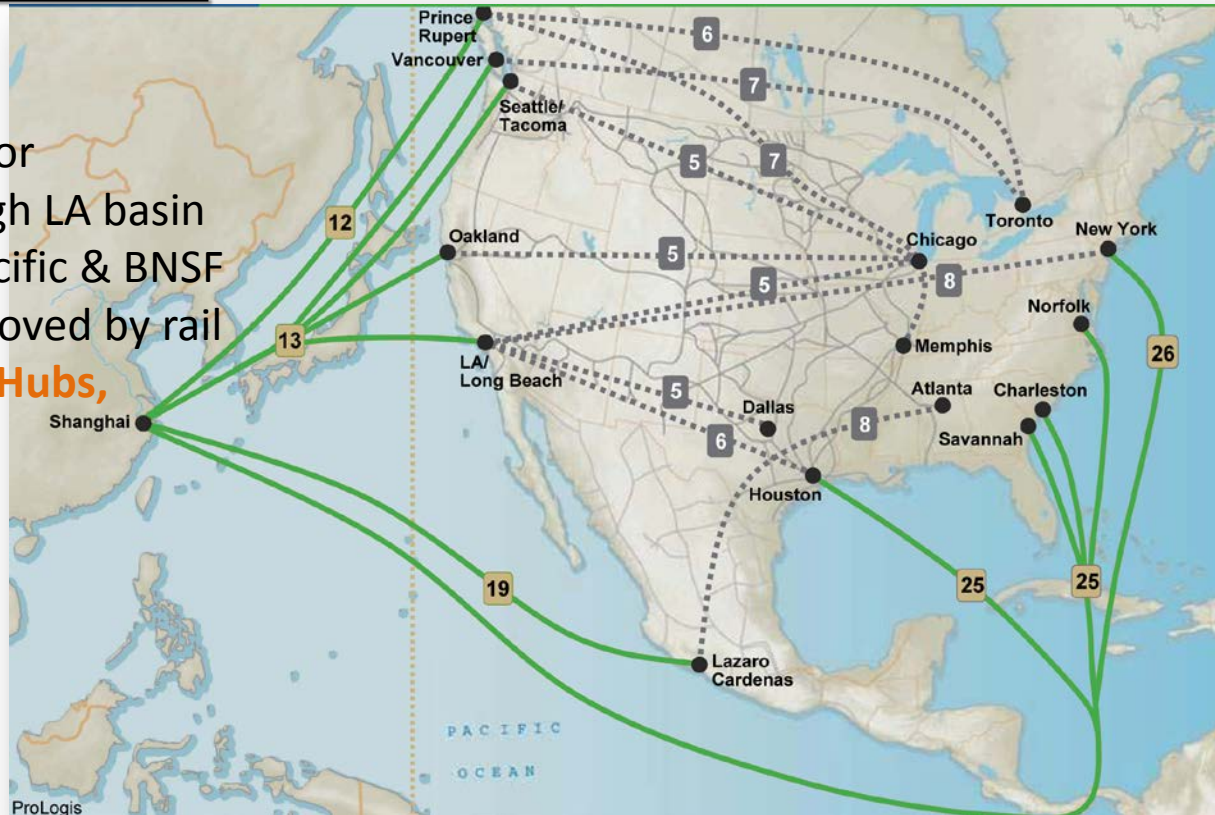 or
gh LA basin
cific & BNSF
oved by rail
Hubs,
Prince
Rupert
6
Vancouver
7
Seattle/
Tacoma
5
7
12
Toronto
Oakland
Chicago
New York
5
5
8
Norfolk
13
LA/
Long Beach
Memphis
26
5
Dallas
Atlanta
Charleston
Shanghai
6
8
Savannah
Houston
19
25
25
Lazaro
Cardenas
PACIFIC
OCEAN
ProLogis